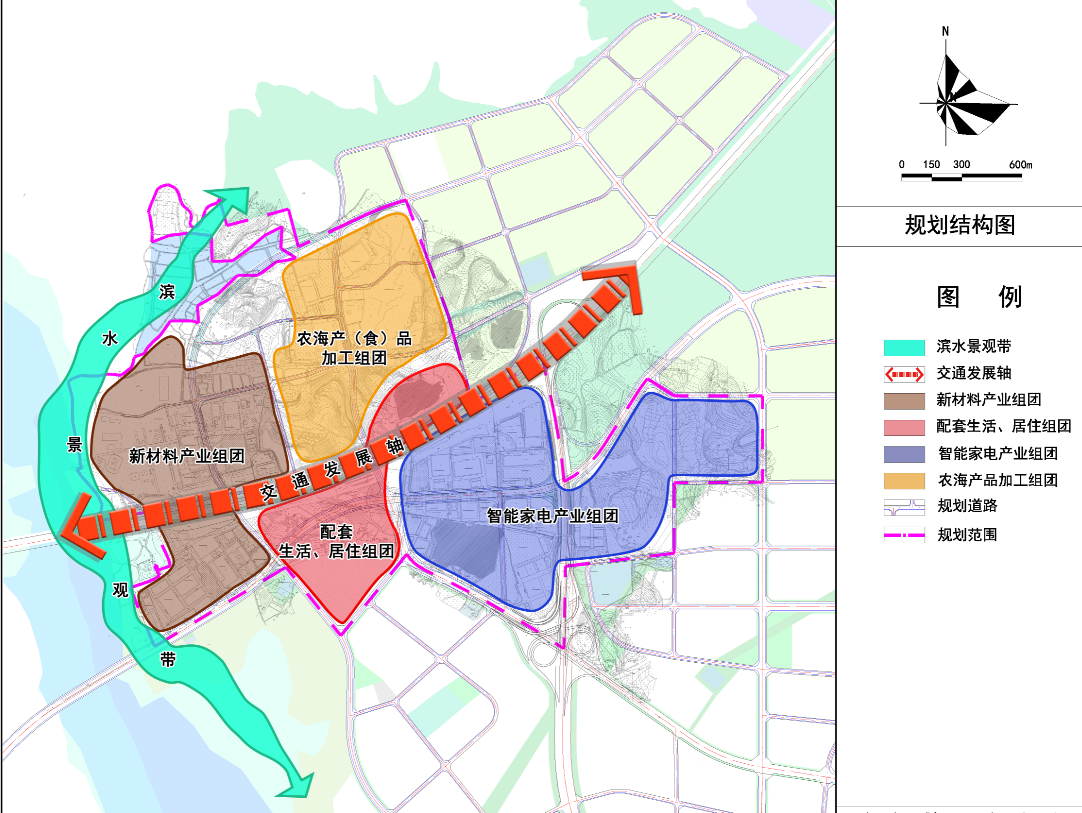 N
0 150 300 600m
规划结构图
图 例
滨水景观带
交通发展轴
新材料产业组团
配套生活、居住组团
智能家电产业组团
农海产品加工组团
规划道路
规划范围
滨
水
景
观
带
农海产（食）品
加工组团
新材料产业组团
交通发展轴
智能家电产业组团
配套
生活、居住组团